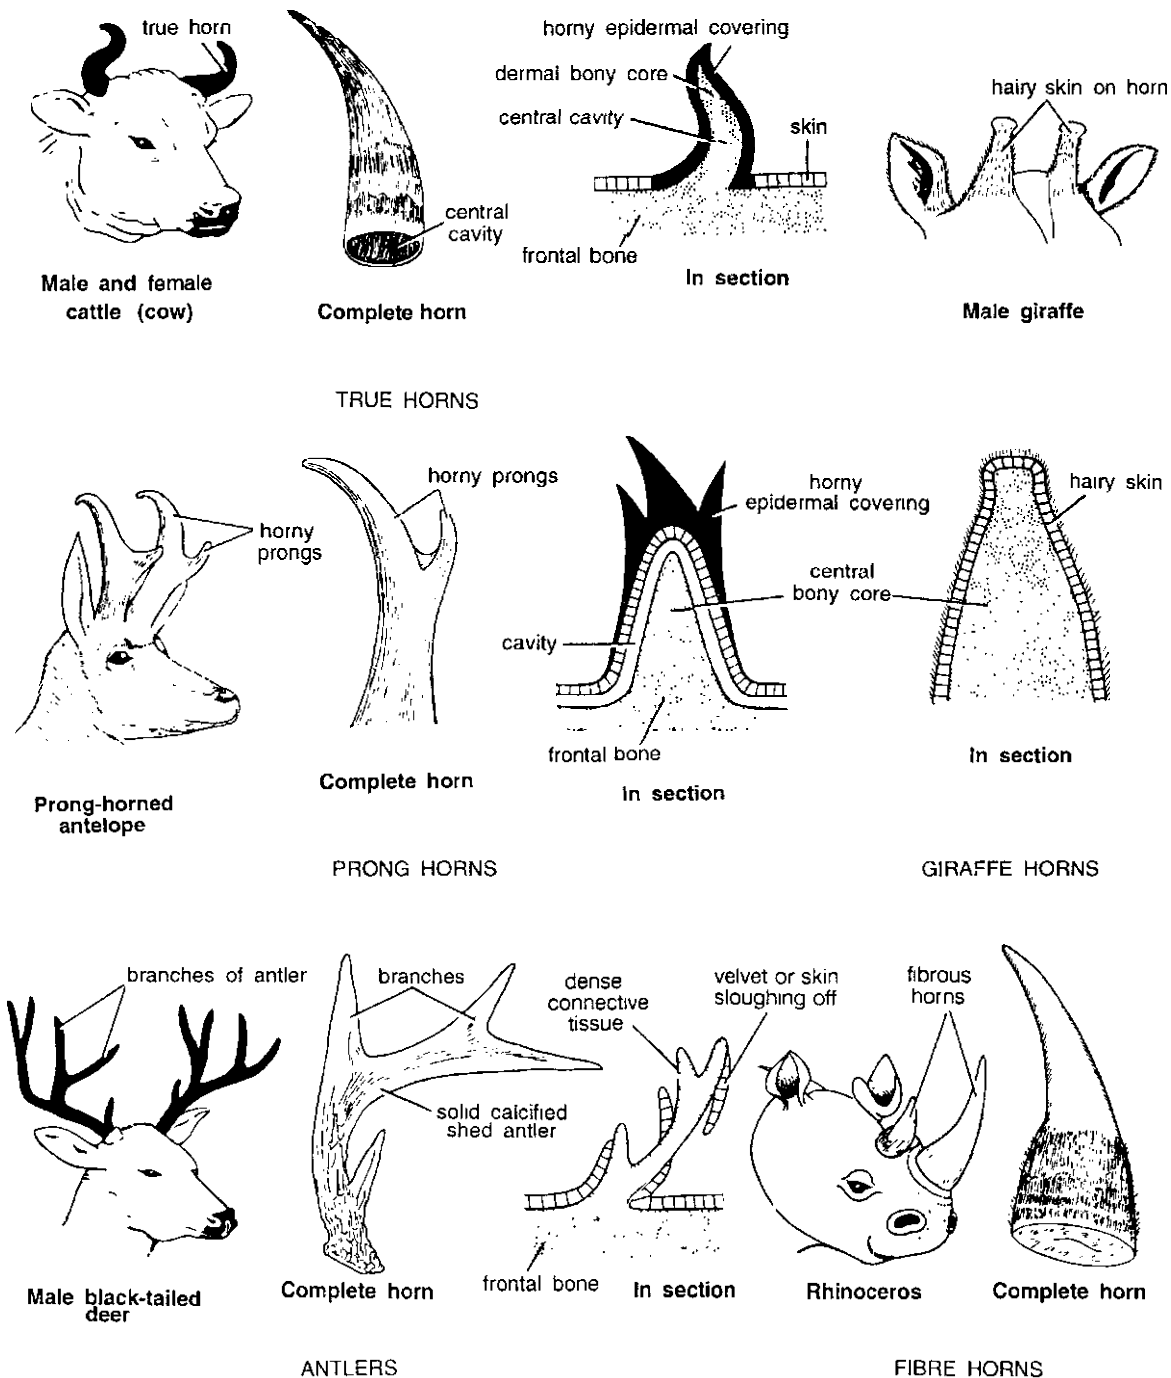 true horn
horny epidermal covering
dermal bony core
central cavity
skin
hairy skin on horn
central
cavity
frontal bone
Male and female
cattle (cow)
Complete horn
In section
Male giraffe
TRUE HORNS
horny prongs
horny
prongs
horny
epidermal covering
hairy skin
central
bony core
cavity
frontal bone
Prong-horned
antelope
Complete horn
In section
In section
PRONG HORNS
GIRAFFE HORNS
branches of antler
branches
dense
connective
tissue
velvet or skin
sloughing off
fibrous
horns
solid calcified
shed antler
frontal bone
Male black-tailed
deer
Complete horn
In section
Rhinoceros
Complete horn
ANTLERS
FIBRE HORNS